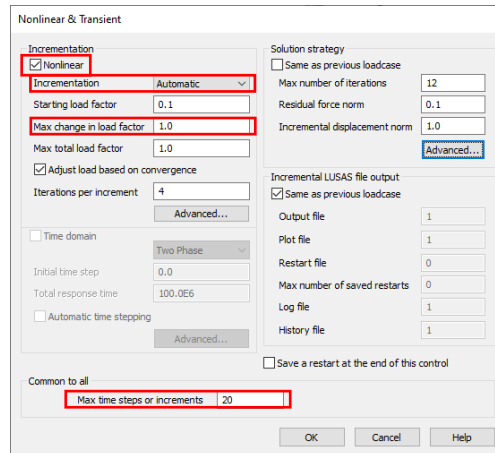 Nonlinear & Transient
Incrementation
Nonlinear
Incrementation Automatic
Starting load factor 0.1
Max change in load factor 1.0
Max total load factor 1.0
Adjust load based on convergence
Iterations per increment 4
Advanced...
Time domain
Two Phase
Initial time step 0.0
Total response time 100.0E6
Automatic time stepping
Advanced...
Solution strategy
Same as previous loadcase
Max number of iterations 12
Residual force norm 0.1
Incremental displacement norm 1.0
Advanced...
Incremental LUSAS file output
Same as previous loadcase
Output file 1
Plot file 1
Restart file 0
Max number of saved restarts 0
Log file 1
History file 1
Save a restart at the end of this control
Common to all
Max time steps or increments 20
OK Cancel Help